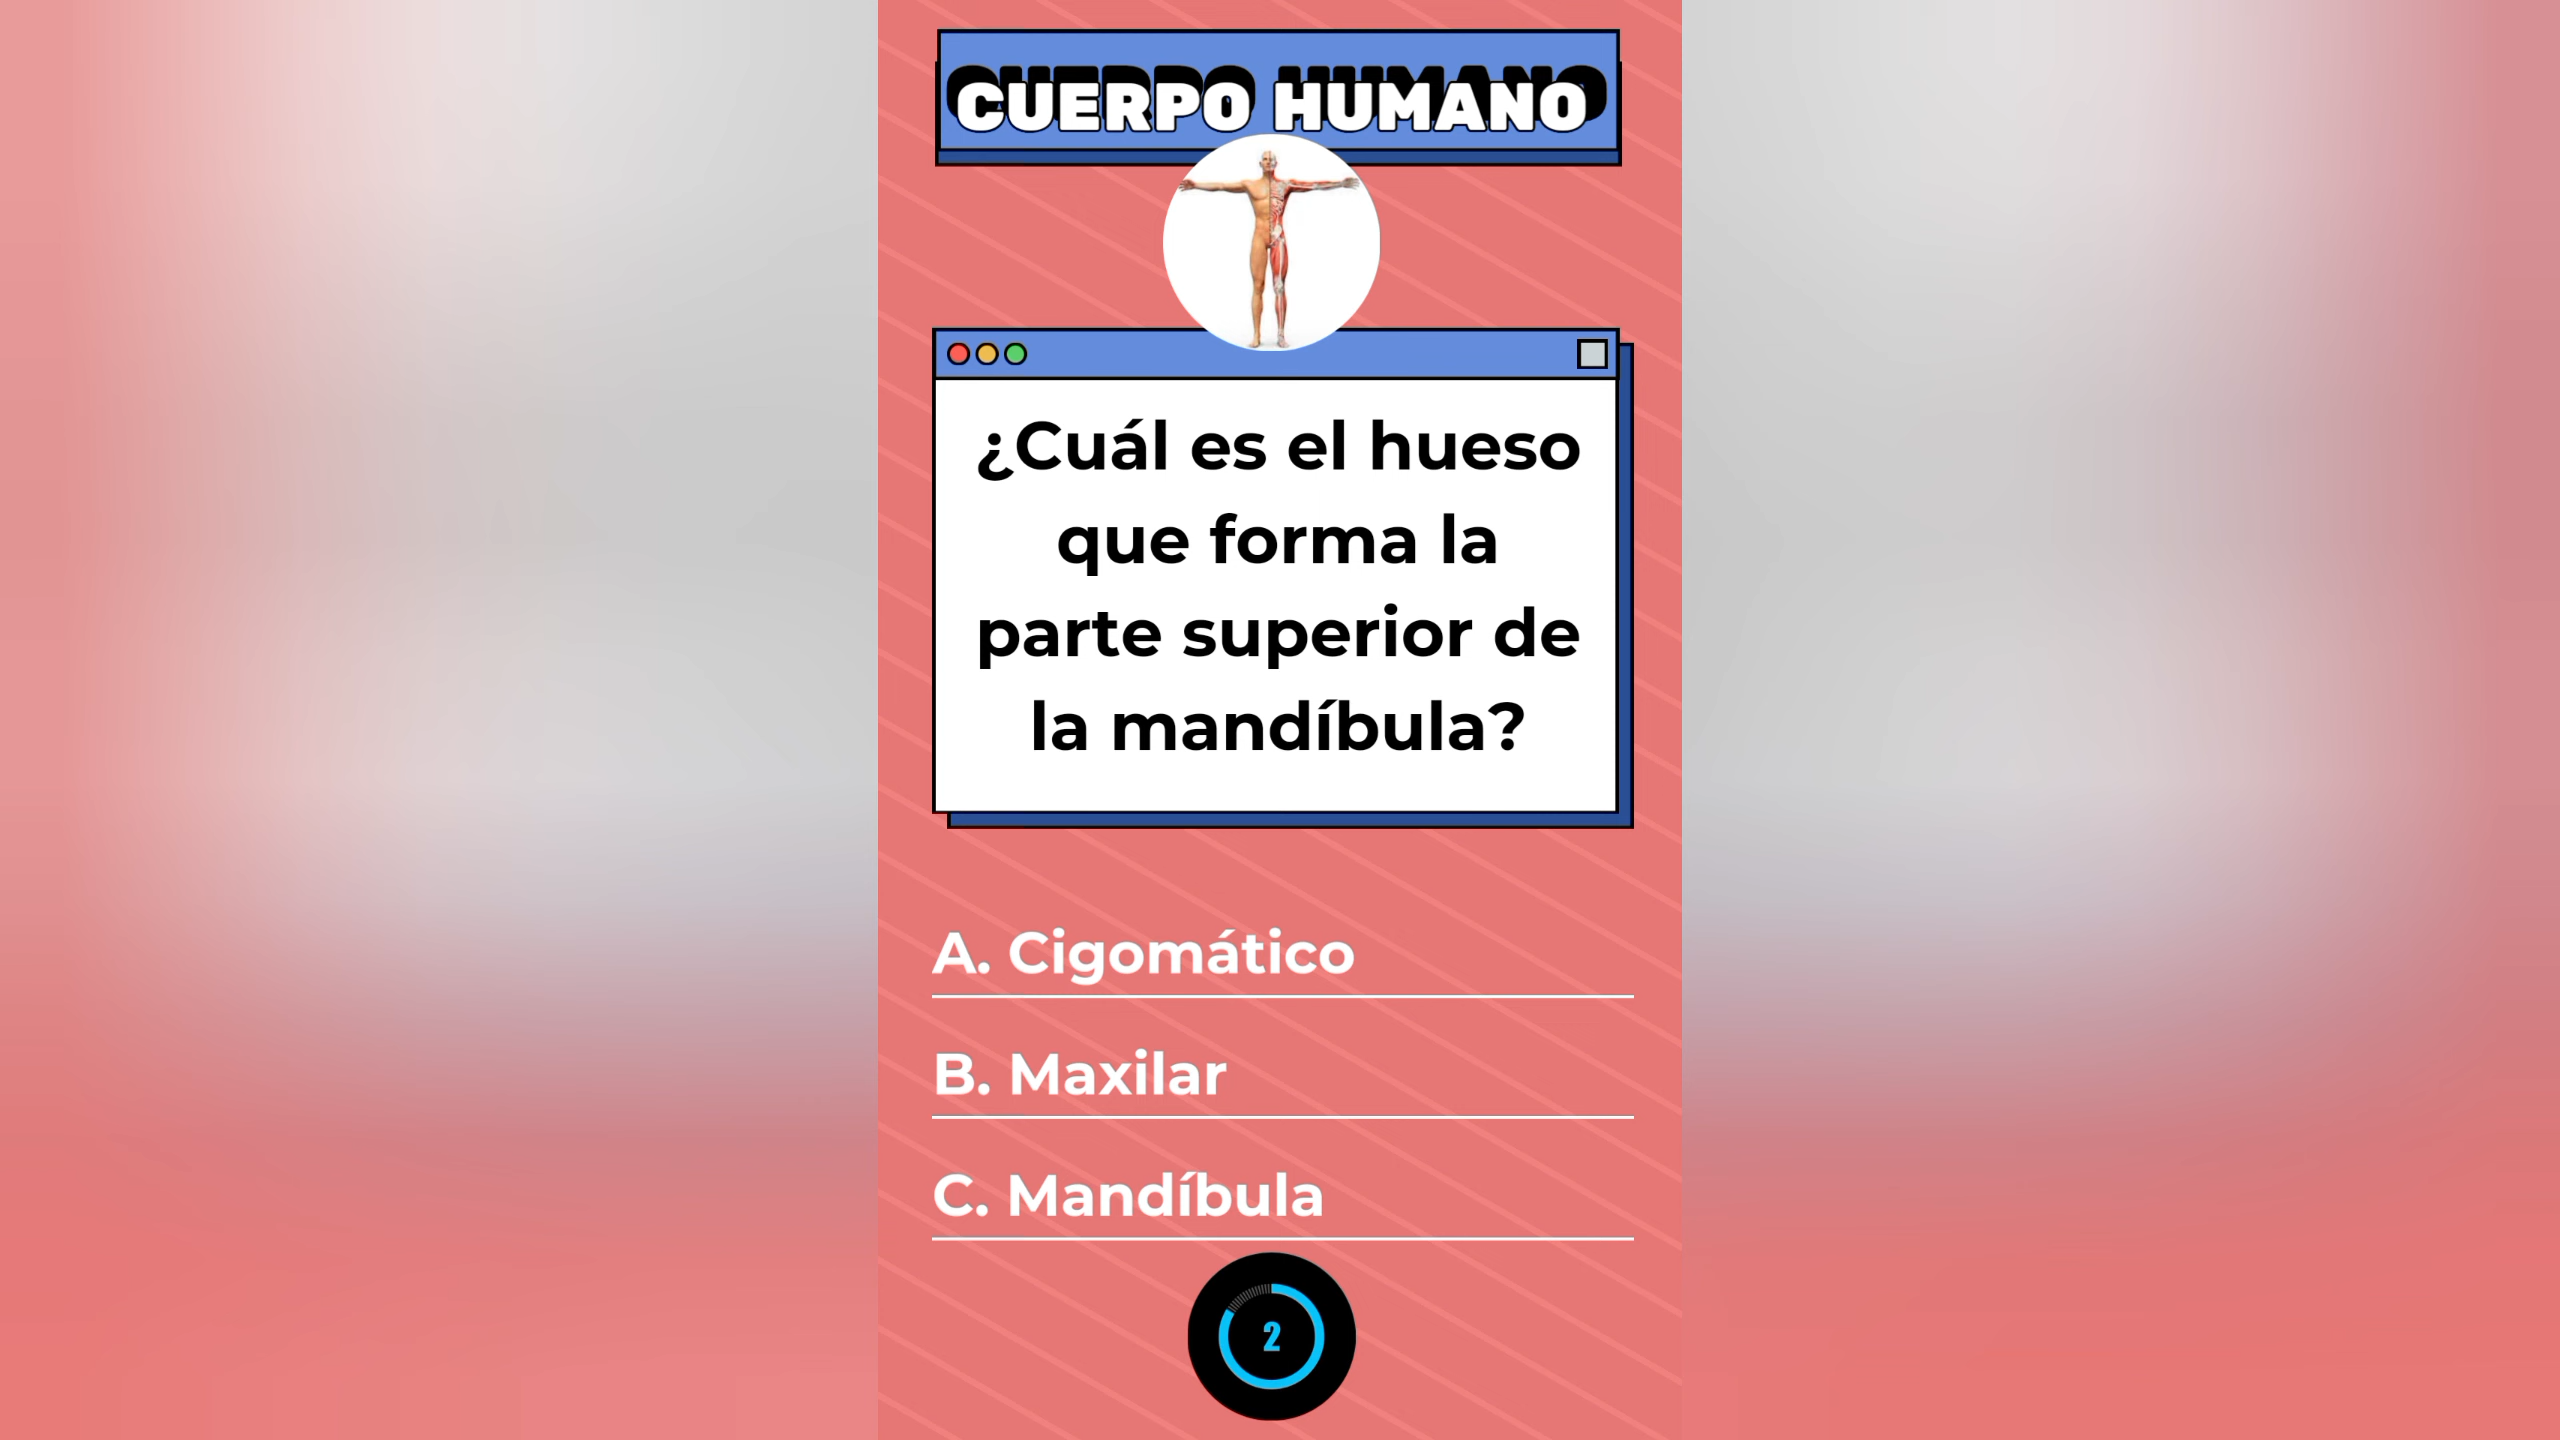 CUERPO HUMANO
¿Cuál es el hueso
que forma la
parte superior de
la mandíbula?
A. Cigomático
B. Maxilar
C. Mandíbula
2